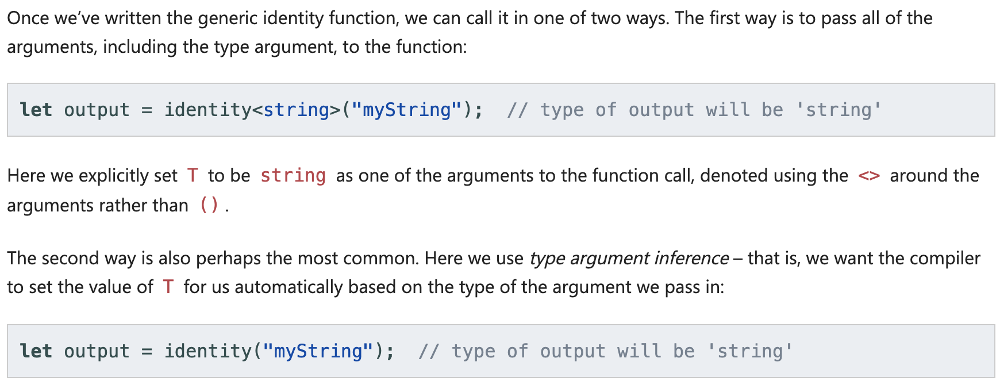 Once we’ve written the generic identity function, we can call it in one of two ways. The first way is to pass all of the
arguments, including the type argument, to the function:
let output = identity<string>("myString");  // type of output will be 'string'
Here we explicitly set T to be string as one of the arguments to the function call, denoted using the <> around the
arguments rather than ().
The second way is also perhaps the most common. Here we use type argument inference – that is, we want the compiler
to set the value of T for us automatically based on the type of the argument we pass in:
let output = identity("myString");  // type of output will be 'string'